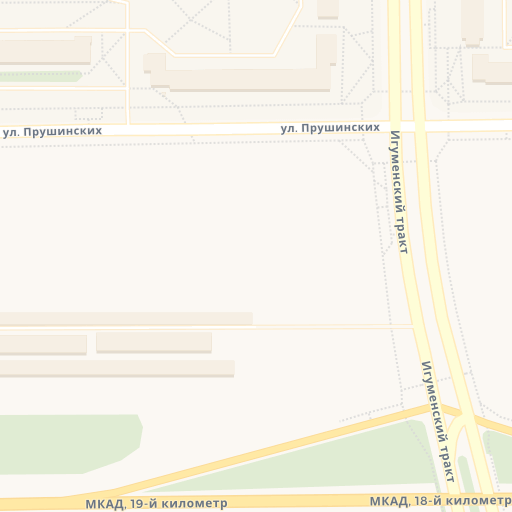 ул. Прушинских
ул. Прушинских
Игуменский тракт
Игуменский тракт
МКАД, 19-й километр
МКАД, 18-й километр